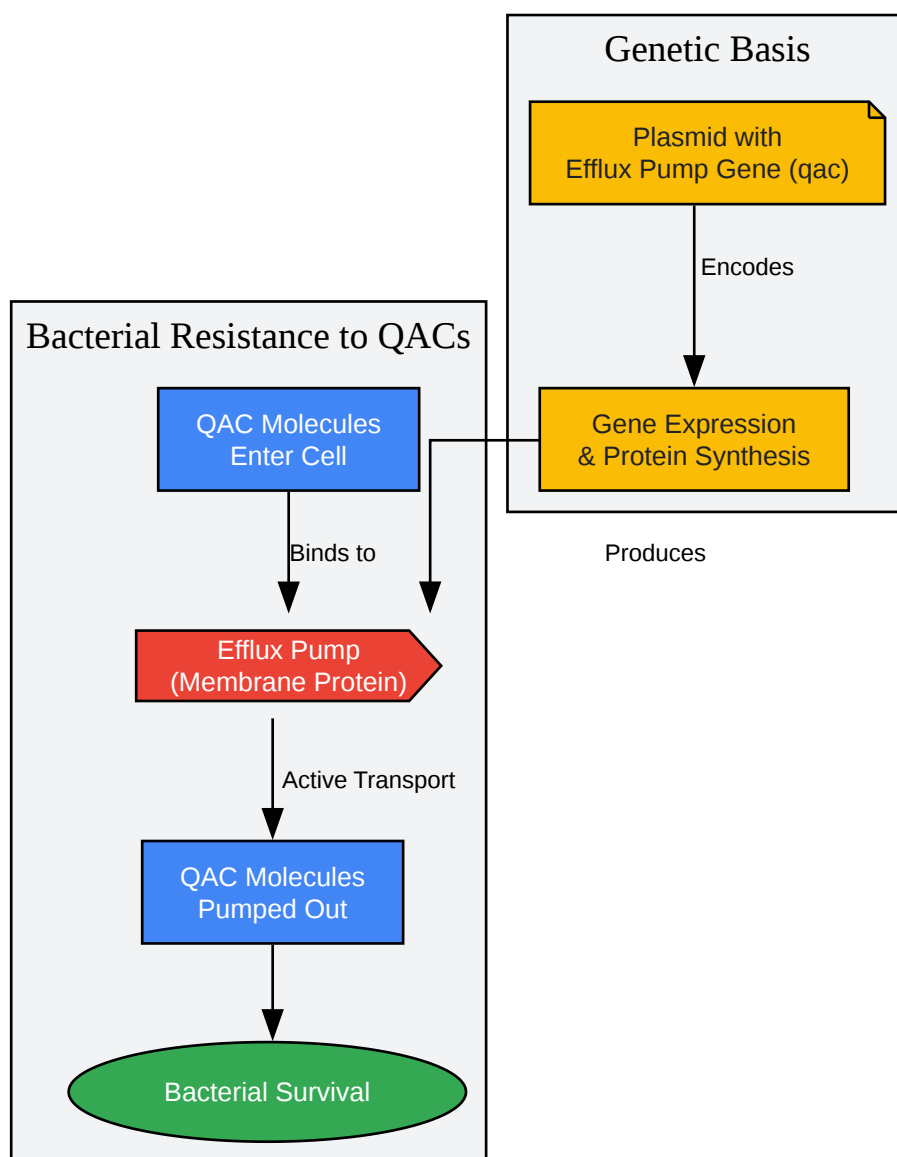 Genetic Basis
Plasmid with
Efflux Pump Gene (qac)
Encodes
Gene Expression
& Protein Synthesis
Produces
Bacterial Resistance to QACs
QAC Molecules
Enter Cell
Binds to
Efflux Pump
(Membrane Protein)
Active Transport
QAC Molecules
Pumped Out
Bacterial Survival